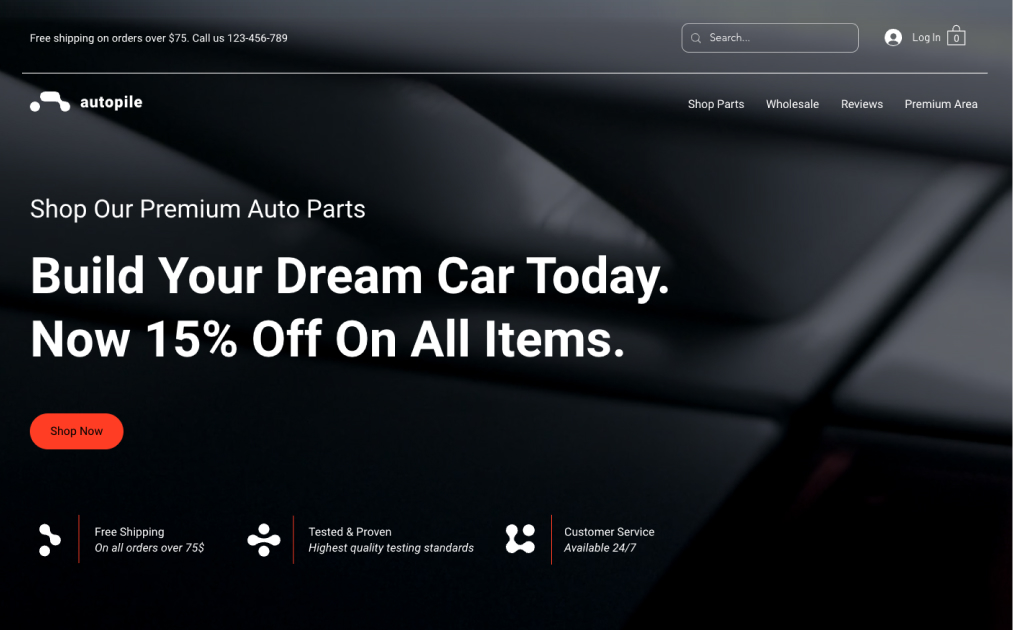 Free shipping on orders over $75. Call us 123-456-789
Search...
Log In
0
autopile
Shop Parts
Wholesale
Reviews
Premium Area
Shop Our Premium Auto Parts
Build Your Dream Car Today.
Now 15% Off On All Items.
Shop Now
Free Shipping
On all orders over 75$
Tested & Proven
Highest quality testing standards
Customer Service
Available 24/7